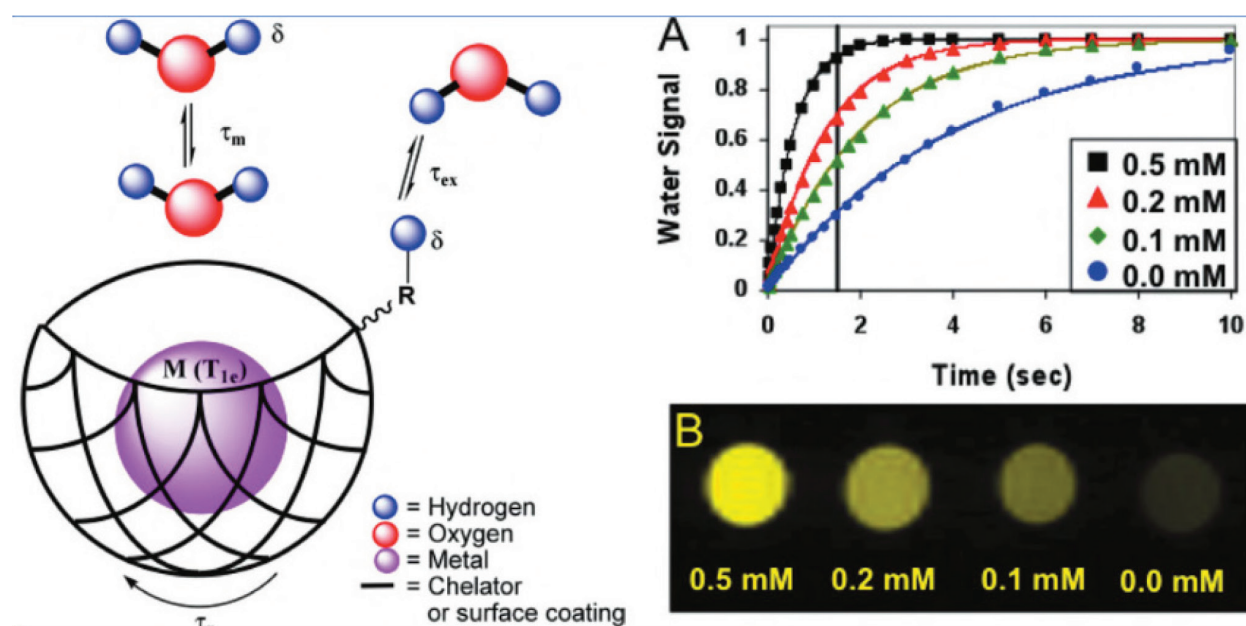 δ
τm
τex
δ
R
M (T1e)
= Hydrogen
= Oxygen
= Metal
= Chelator
or surface coating
A
Water Signal
1
0.8
0.6
0.4
0.2
0
0 2 4 6 8 10
Time (sec)
0.5 mM
0.2 mM
0.1 mM
0.0 mM
B
0.5 mM 0.2 mM 0.1 mM 0.0 mM